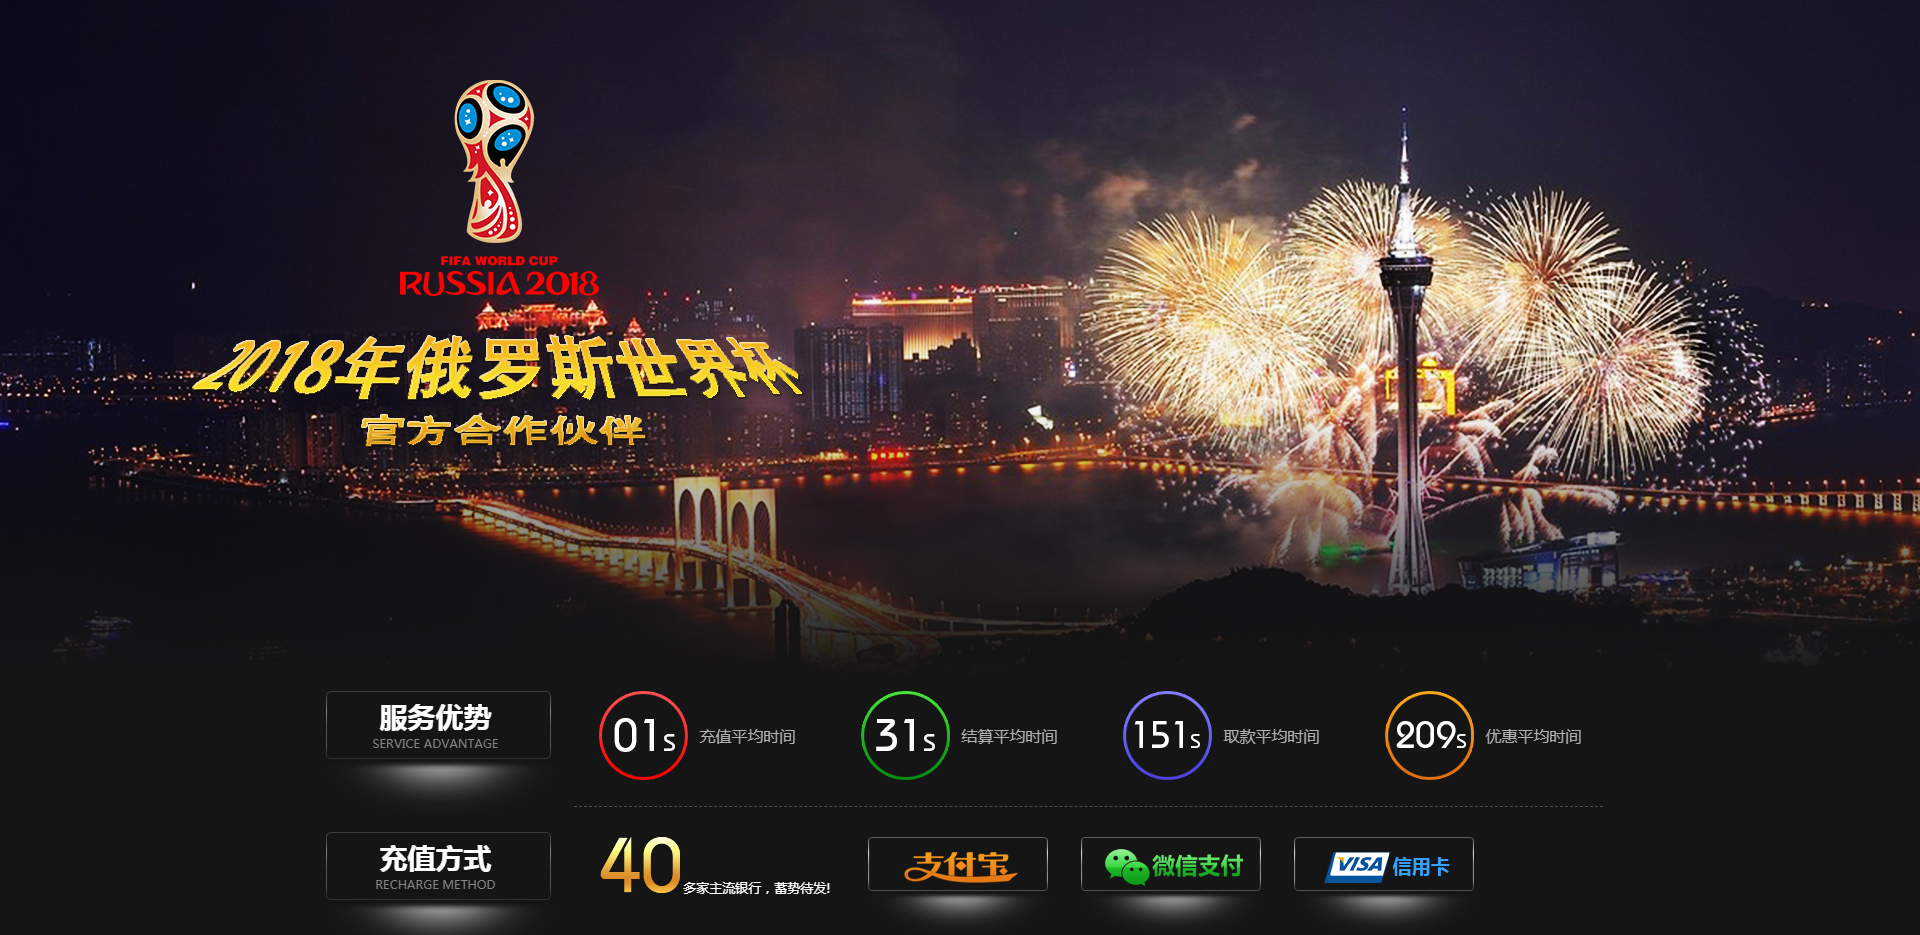 FIFA WORLD CUP
RUSSIA 2018
2018年俄罗斯世界杯
官方合作伙伴
服务优势
SERVICE ADVANTAGE
01s 充值平均时间
31s 结算平均时间
151s 取款平均时间
209s 优惠平均时间
充值方式
RECHARGE METHOD
40 多家主流银行，蓄势待发!
支付宝
微信支付
VISA 信用卡